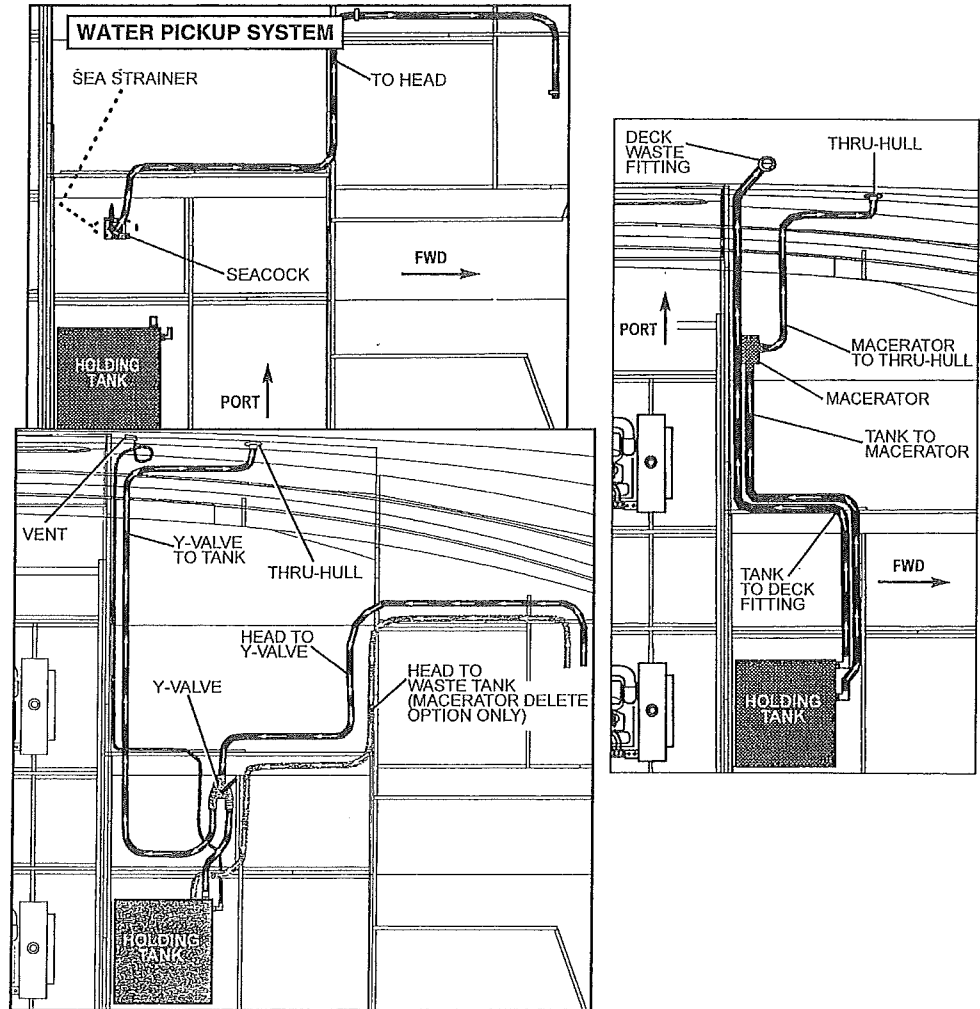 WATER PICKUP SYSTEM
SEA STRAINER
TO HEAD
SEACOCK
FWD
HOLDING
TANK
PORT
DECK
WASTE
FITTING
THRU-HULL
PORT
MACERATOR
TO THRU-HULL
MACERATOR
TANK TO
MACERATOR
TANK
TO DECK
FITTING
FWD
HOLDING
TANK
VENT
Y-VALVE
TO TANK
THRU-HULL
HEAD TO
Y-VALVE
Y-VALVE
HEAD TO
WASTE TANK
(MACERATOR DELETE
OPTION ONLY)
HOLDING
TANK